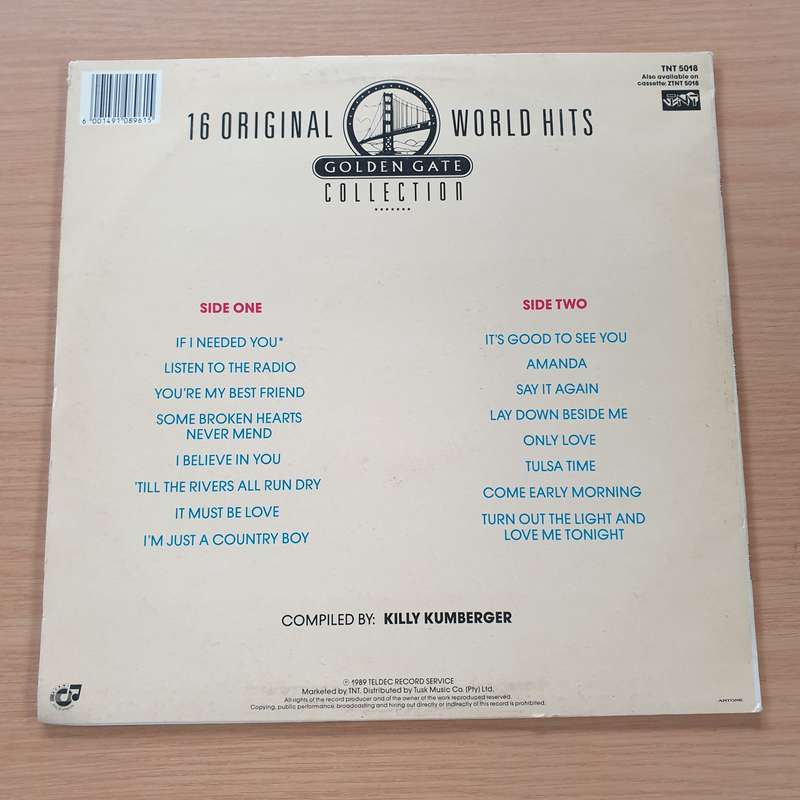 6 001491 089615
TNT 5018
Also available on
cassette: ZTNT 5018
16 ORIGINAL WORLD HITS
GOLDEN GATE
COLLECTION
SIDE ONE
IF I NEEDED YOU*
LISTEN TO THE RADIO
YOU'RE MY BEST FRIEND
SOME BROKEN HEARTS
NEVER MEND
I BELIEVE IN YOU
'TILL THE RIVERS ALL RUN DRY
IT MUST BE LOVE
I'M JUST A COUNTRY BOY
SIDE TWO
IT'S GOOD TO SEE YOU
AMANDA
SAY IT AGAIN
LAY DOWN BESIDE ME
ONLY LOVE
TULSA TIME
COME EARLY MORNING
TURN OUT THE LIGHT AND
LOVE ME TONIGHT
COMPILED BY: KILLY KUMBERGER
℗ 1989 TELDEC RECORD SERVICE
Marketed by TNT. Distributed by Tusk Music Co. (Pty) Ltd.
All rights of the record producer and of the owner of the work reproduced reserved.
Copying, public performance, broadcasting and hiring out directly or indirectly of this record is prohibited.